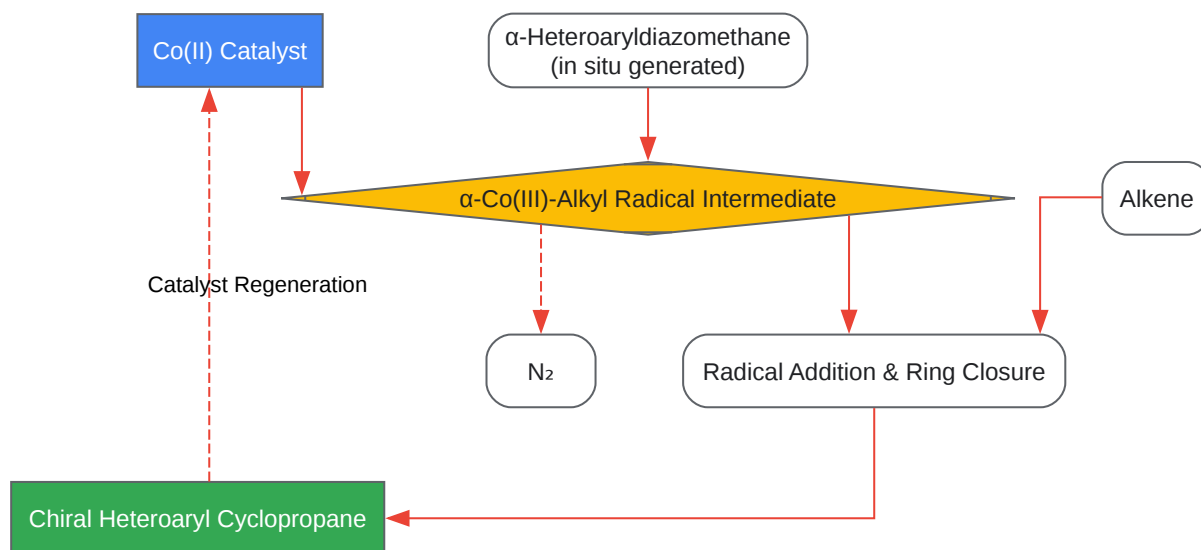 Co(II) Catalyst
α-Heteroaryldiazomethane
(in situ generated)
α-Co(III)-Alkyl Radical Intermediate
Alkene
Catalyst Regeneration
N₂
Radical Addition & Ring Closure
Chiral Heteroaryl Cyclopropane